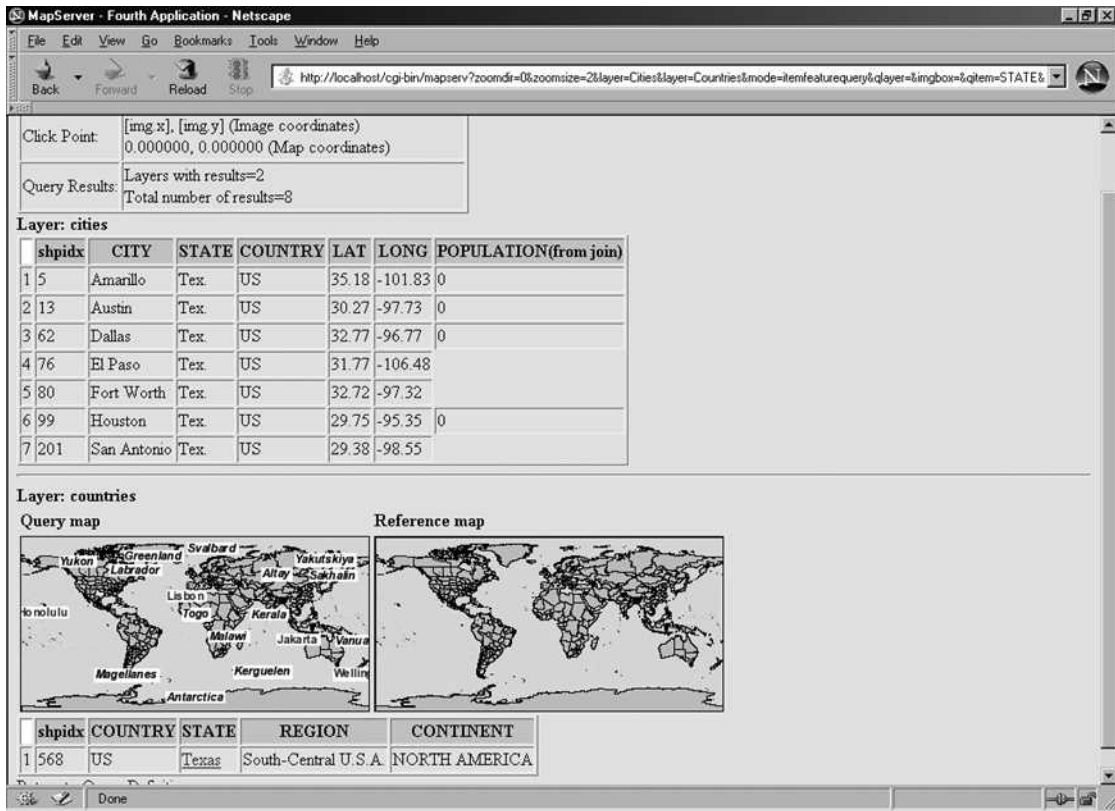 MapServer - Fourth Application - Netscape
File Edit View Go Bookmarks Tools Window Help
Back Forward Reload Stop
http://localhost/cgi-bin/mapserv?zoomdir=0&zoomsize=2&layer=Cities&layer=Countries&mode=itemfeaturequery&qlayer=&imgbox=&qitem=STATE&
N
Click Point: [img.x], [img.y] (Image coordinates)
0.000000, 0.000000 (Map coordinates)
Query Results: Layers with results=2
Total number of results=8
Layer: cities
shpidx CITY STATE COUNTRY LAT LONG POPULATION(from join)
1 5 Amarillo Tex. US 35.18 -101.83 0
2 13 Austin Tex. US 30.27 -97.73 0
3 62 Dallas Tex. US 32.77 -96.77 0
4 76 El Paso Tex. US 31.77 -106.48
5 80 Fort Worth Tex. US 32.72 -97.32
6 99 Houston Tex. US 29.75 -95.35 0
7 201 San Antonio Tex. US 29.38 -98.55
Layer: countries
Query map Reference map
Svalbard
Yukon Greenland Yakutskiya
Labrador Altay Sakhalin
Lisbon
Honolulu Togo Kerala
Malawi Jakarta Vanua
Magellanes Kerguelen Welling
Antarctica
shpidx COUNTRY STATE REGION CONTINENT
1 568 US Texas South-Central U.S.A. NORTH AMERICA
Done